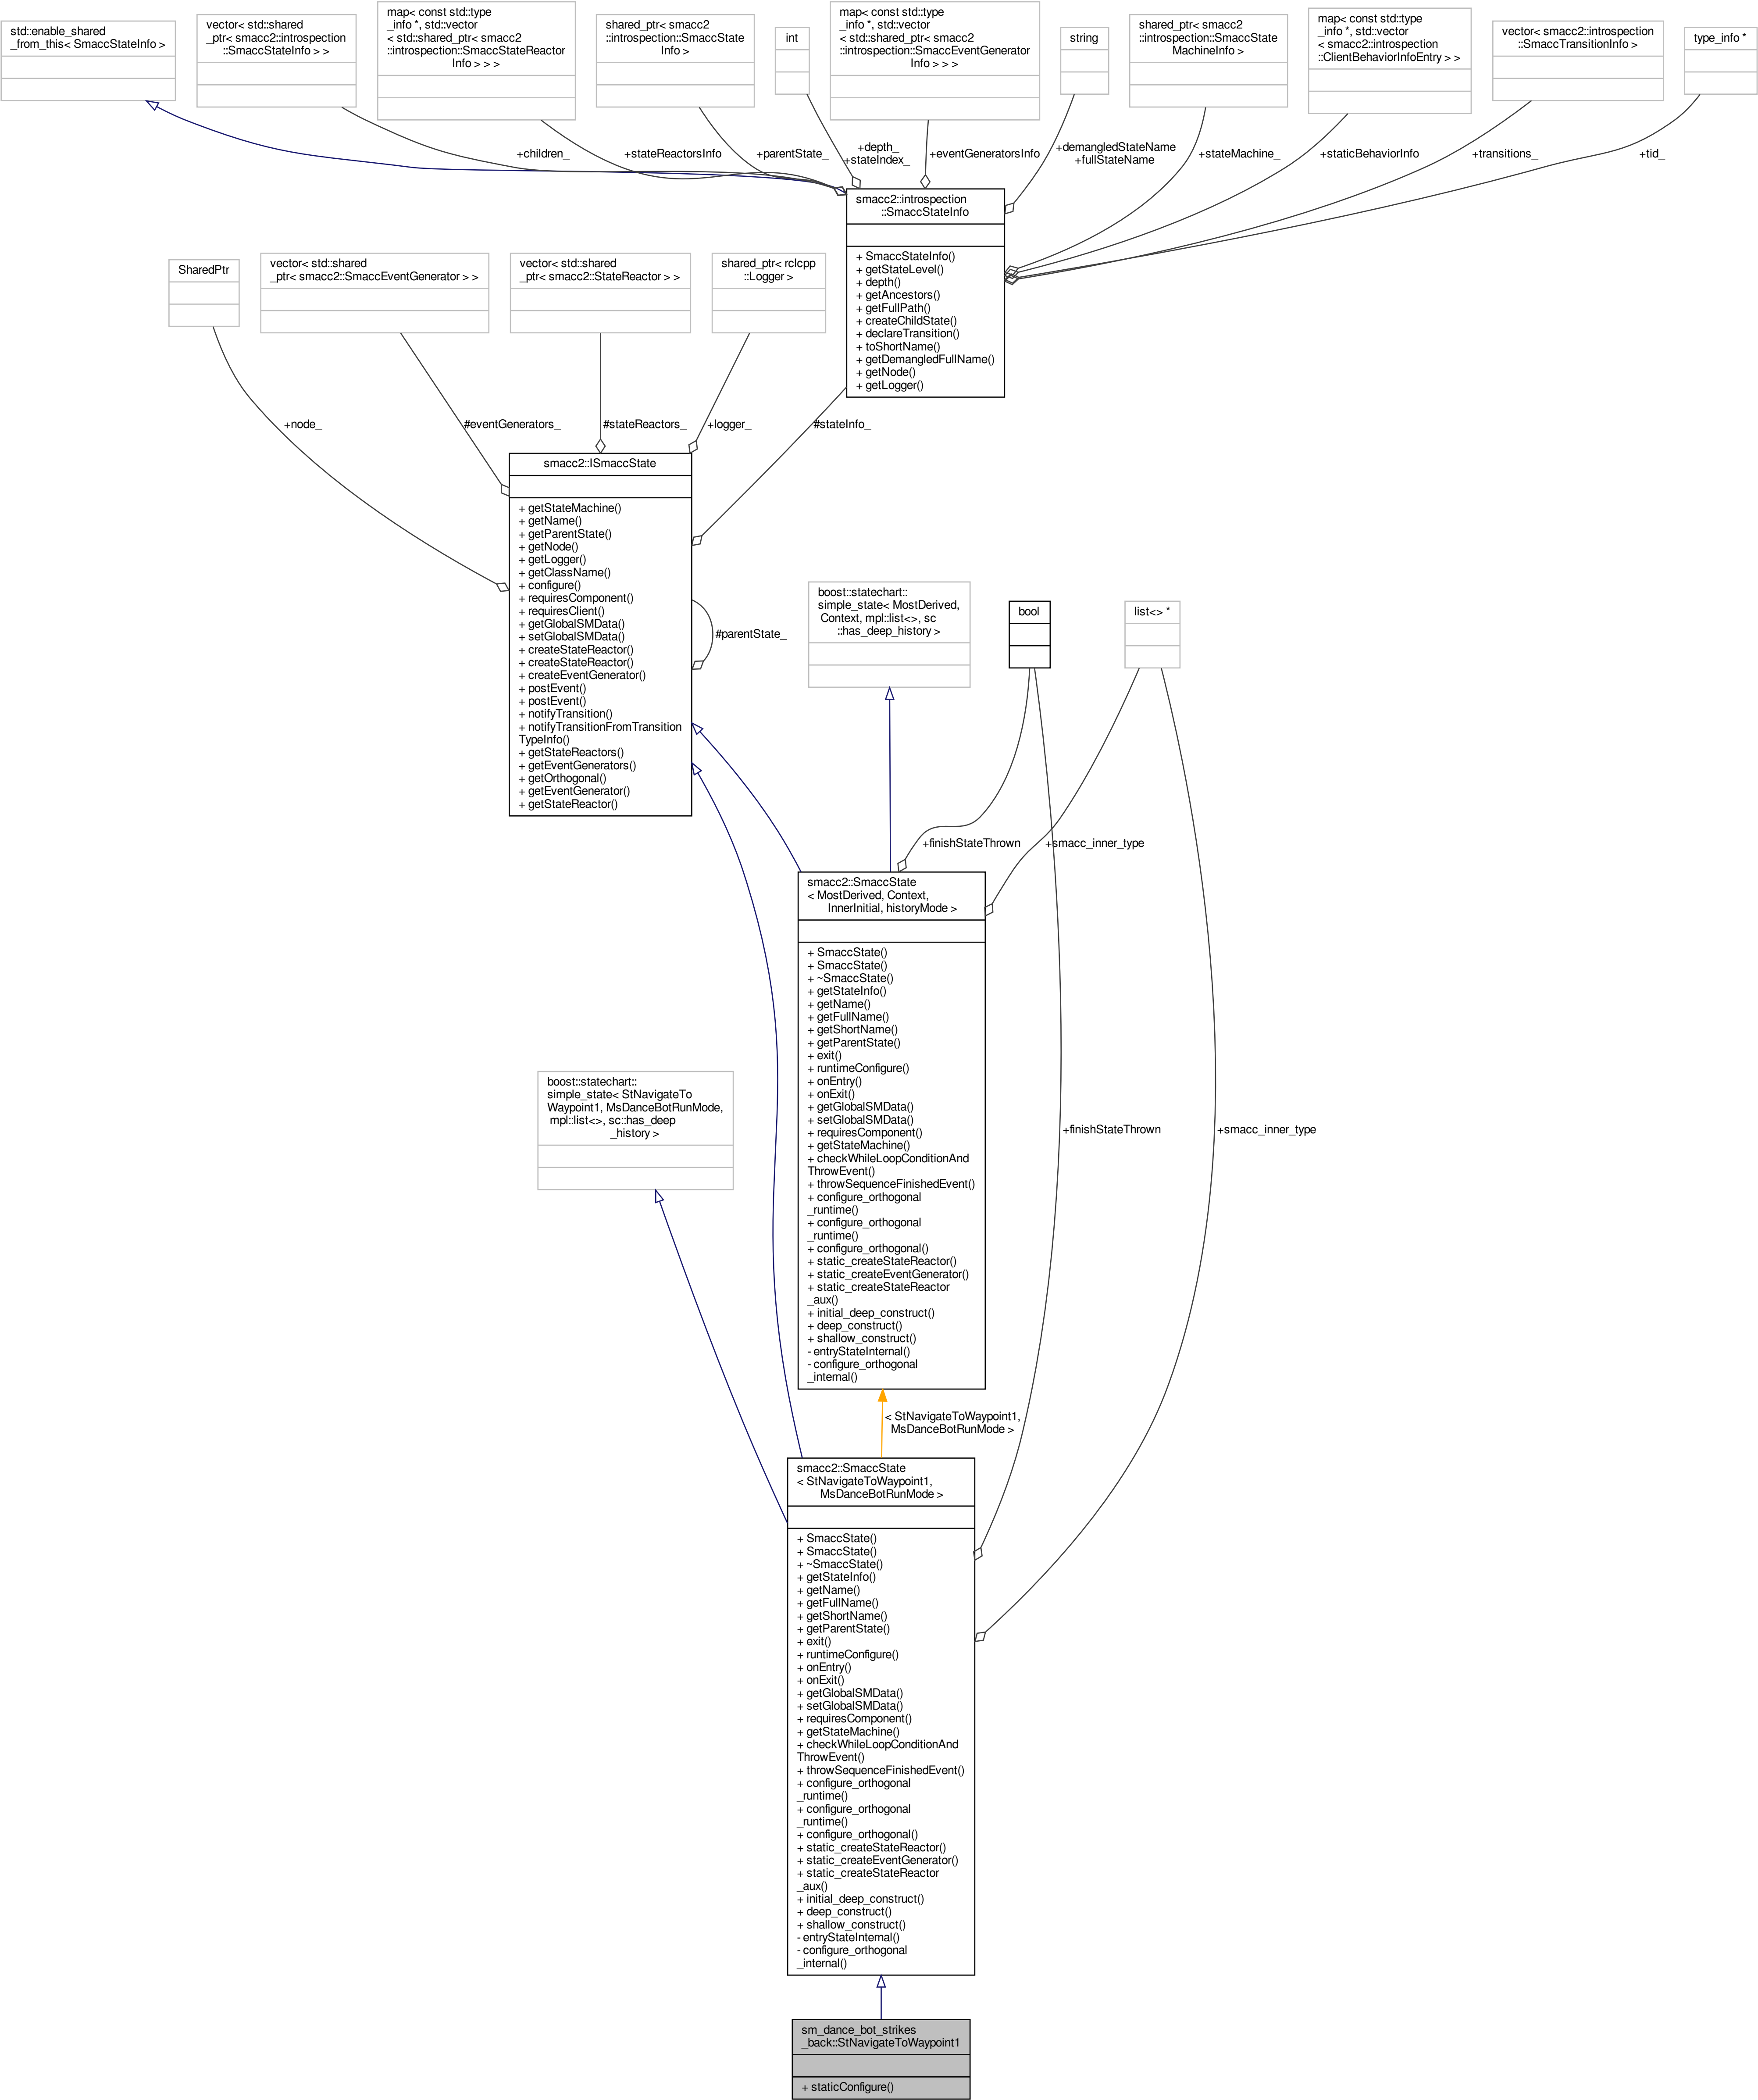 std::enable_shared
_from_this< SmaccStateInfo >
vector< std::shared
_ptr< smacc2::introspection
::SmaccStateInfo > >
map< const std::type
_info *, std::vector
< std::shared_ptr< smacc2
::introspection::SmaccStateReactor
Info > > >
shared_ptr< smacc2
::introspection::SmaccState
Info >
int
map< const std::type
_info *, std::vector
< std::shared_ptr< smacc2
::introspection::SmaccEventGenerator
Info > > >
string
shared_ptr< smacc2
::introspection::SmaccState
MachineInfo >
map< const std::type
_info *, std::vector
< smacc2::introspection
::ClientBehaviorInfoEntry > >
vector< smacc2::introspection
::SmaccTransitionInfo >
type_info *
+children_
+stateReactorsInfo
+parentState_
+depth_
+stateIndex_
+eventGeneratorsInfo
+demangledStateName
+fullStateName
+stateMachine_
+staticBehaviorInfo
+transitions_
+tid_
smacc2::introspection
::SmaccStateInfo
+ SmaccStateInfo()
+ getStateLevel()
+ depth()
+ getAncestors()
+ getFullPath()
+ createChildState()
+ declareTransition()
+ toShortName()
+ getDemangledFullName()
+ getNode()
+ getLogger()
SharedPtr
vector< std::shared
_ptr< smacc2::SmaccEventGenerator > >
vector< std::shared
_ptr< smacc2::StateReactor > >
shared_ptr< rclcpp
::Logger >
+node_
#eventGenerators_
#stateReactors_
+logger_
#stateInfo_
smacc2::ISmaccState
+ getStateMachine()
+ getName()
+ getParentState()
+ getNode()
+ getLogger()
+ getClassName()
+ configure()
+ requiresComponent()
+ requiresClient()
+ getGlobalSMData()
+ setGlobalSMData()
+ createStateReactor()
+ createStateReactor()
+ createEventGenerator()
+ postEvent()
+ postEvent()
+ notifyTransition()
+ notifyTransitionFromTransition
TypeInfo()
+ getStateReactors()
+ getEventGenerators()
+ getOrthogonal()
+ getEventGenerator()
+ getStateReactor()
#parentState_
boost::statechart::
simple_state< MostDerived,
Context, mpl::list<>, sc
::has_deep_history >
bool
list<> *
+finishStateThrown
+smacc_inner_type
smacc2::SmaccState
< MostDerived, Context,
InnerInitial, historyMode >
+ SmaccState()
+ SmaccState()
+ ~SmaccState()
+ getStateInfo()
+ getName()
+ getFullName()
+ getShortName()
+ getParentState()
+ exit()
+ runtimeConfigure()
+ onEntry()
+ onExit()
+ getGlobalSMData()
+ setGlobalSMData()
+ requiresComponent()
+ getStateMachine()
+ checkWhileLoopConditionAnd
ThrowEvent()
+ throwSequenceFinishedEvent()
+ configure_orthogonal
_runtime()
+ configure_orthogonal
_runtime()
+ configure_orthogonal()
+ static_createStateReactor()
+ static_createEventGenerator()
+ static_createStateReactor
_aux()
+ initial_deep_construct()
+ deep_construct()
+ shallow_construct()
- entryStateInternal()
- configure_orthogonal
_internal()
boost::statechart::
simple_state< StNavigateTo
Waypoint1, MsDanceBotRunMode,
mpl::list<>, sc::has_deep
_history >
+finishStateThrown
+smacc_inner_type
< StNavigateToWaypoint1,
MsDanceBotRunMode >
smacc2::SmaccState
< StNavigateToWaypoint1,
MsDanceBotRunMode >
+ SmaccState()
+ SmaccState()
+ ~SmaccState()
+ getStateInfo()
+ getName()
+ getFullName()
+ getShortName()
+ getParentState()
+ exit()
+ runtimeConfigure()
+ onEntry()
+ onExit()
+ getGlobalSMData()
+ setGlobalSMData()
+ requiresComponent()
+ getStateMachine()
+ checkWhileLoopConditionAnd
ThrowEvent()
+ throwSequenceFinishedEvent()
+ configure_orthogonal
_runtime()
+ configure_orthogonal
_runtime()
+ configure_orthogonal()
+ static_createStateReactor()
+ static_createEventGenerator()
+ static_createStateReactor
_aux()
+ initial_deep_construct()
+ deep_construct()
+ shallow_construct()
- entryStateInternal()
- configure_orthogonal
_internal()
sm_dance_bot_strikes
_back::StNavigateToWaypoint1
+ staticConfigure()